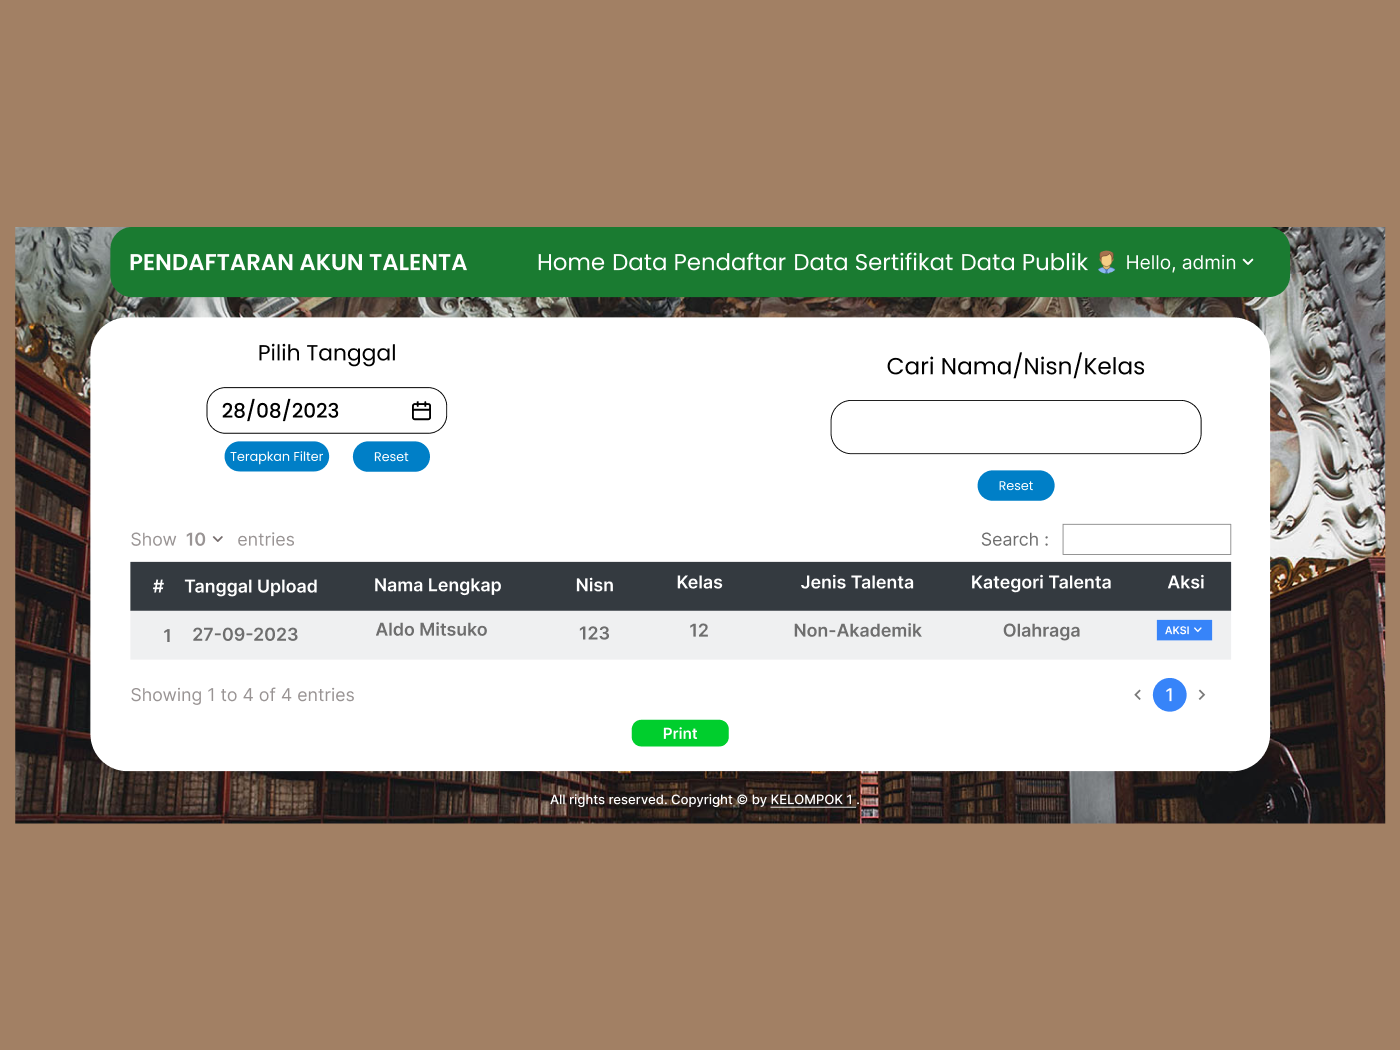 PENDAFTARAN AKUN TALENTA Home Data Pendaftar Data Sertifikat Data Publik Hello, admin
Pilih Tanggal
28/08/2023
Terapkan Filter Reset
Cari Nama/Nisn/Kelas
Reset
Show 10 entries Search :
# Tanggal Upload Nama Lengkap Nisn Kelas Jenis Talenta Kategori Talenta Aksi
1 27-09-2023 Aldo Mitsuko 123 12 Non-Akademik Olahraga AKSI
Showing 1 to 4 of 4 entries < 1 >
Print
All rights reserved. Copyright © by KELOMPOK 1 .